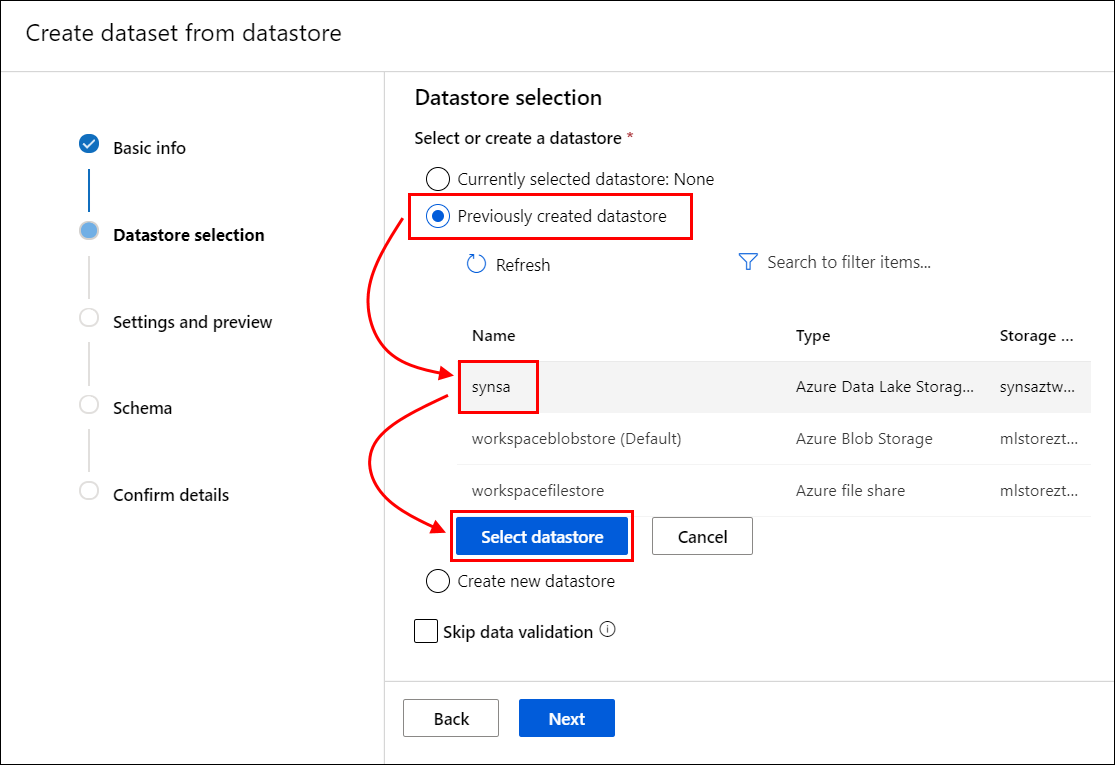 Create dataset from datastore
Basic info
Datastore selection
Settings and preview
Schema
Confirm details
Datastore selection
Select or create a datastore *
Currently selected datastore: None
Previously created datastore
Refresh
Search to filter items...
Name Type Storage ...
synsa Azure Data Lake Storag... synsaztw...
workspaceblobstore (Default) Azure Blob Storage mlstorezt...
workspacefilestore Azure file share mlstorezt...
Select datastore Cancel
Create new datastore
Skip data validation
Back Next